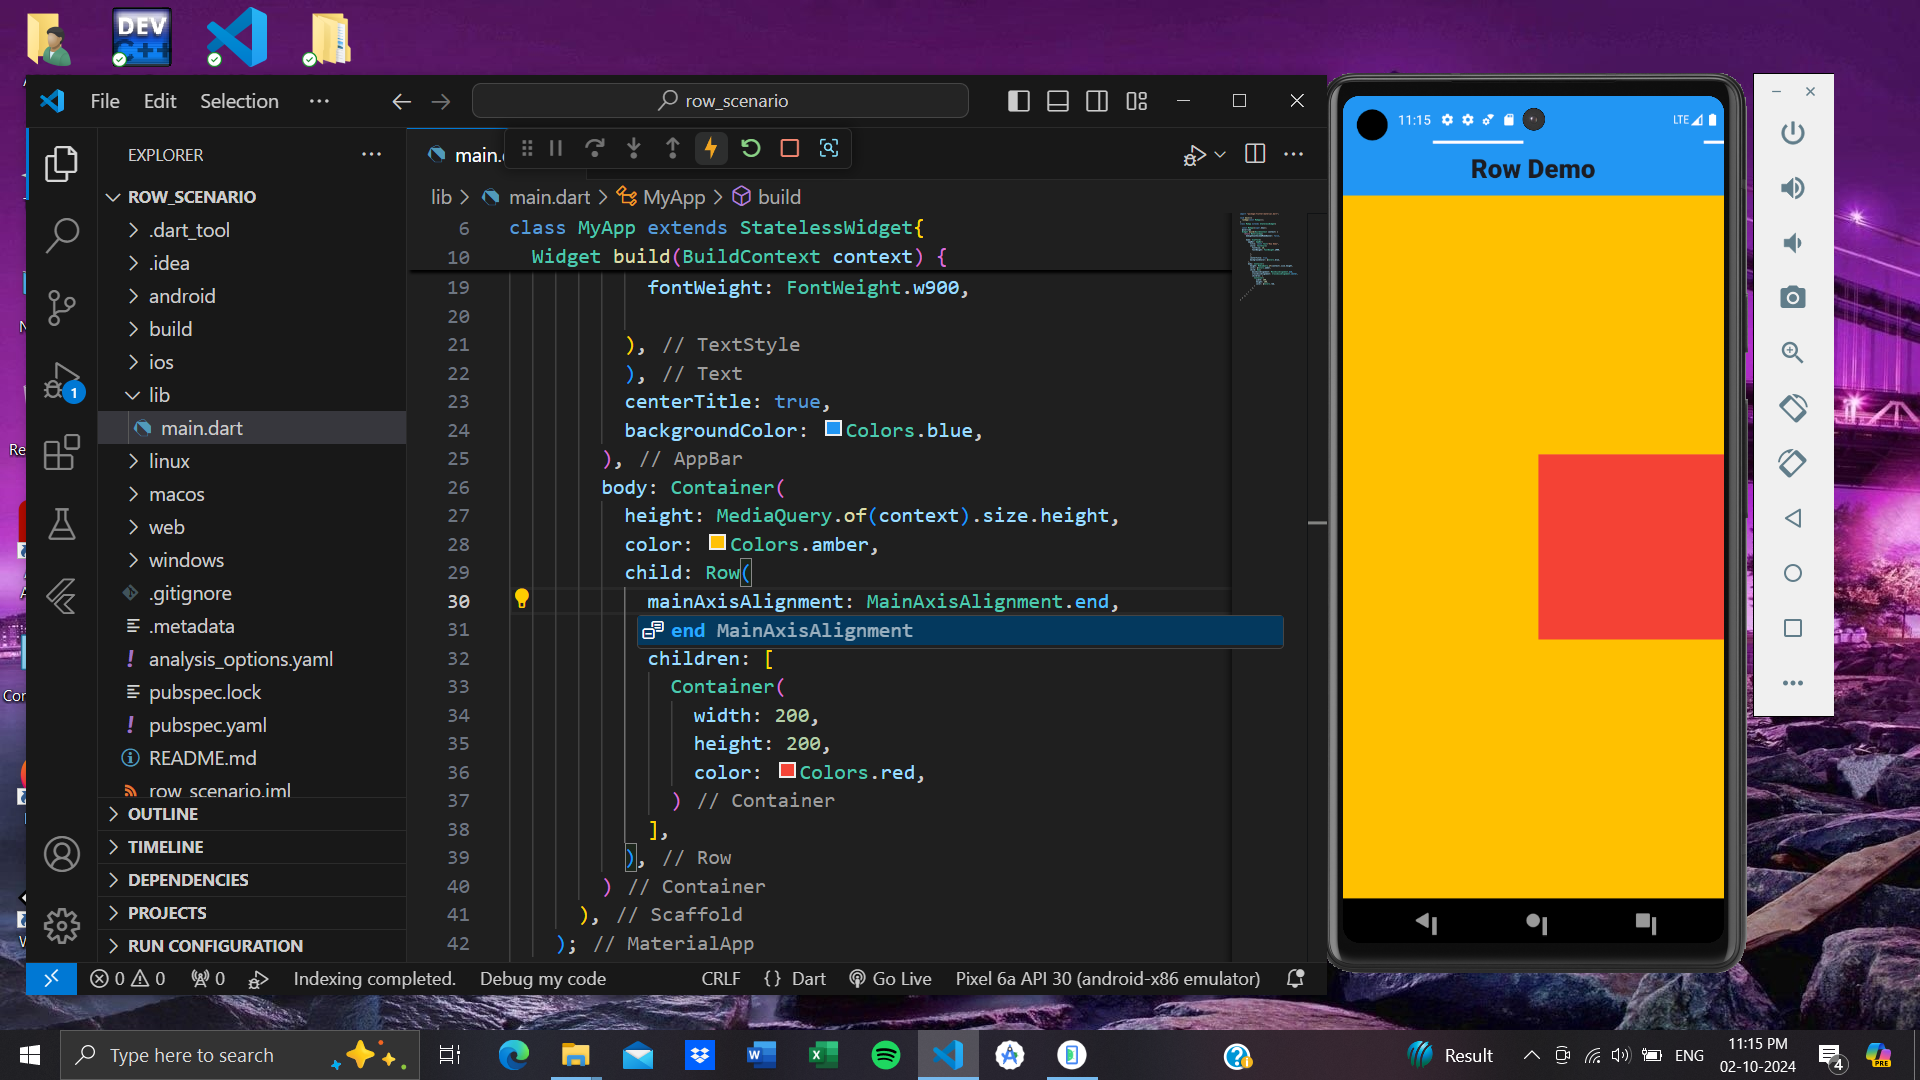 DEV
C++
File Edit Selection ···
row_scenario
EXPLORER
ROW_SCENARIO
.dart_tool
.idea
android
build
ios
lib
main.dart
linux
macos
web
windows
.gitignore
.metadata
analysis_options.yaml
pubspec.lock
pubspec.yaml
README.md
row_scenario.iml
OUTLINE
TIMELINE
DEPENDENCIES
PROJECTS
RUN CONFIGURATION
1
main.
lib > main.dart > MyApp > build
6 class MyApp extends StatelessWidget{
10 Widget build(BuildContext context) {
19 fontWeight: FontWeight.w900,
20
21 ), // TextStyle
22 ), // Text
23 centerTitle: true,
24 backgroundColor: Colors.blue,
25 ), // AppBar
26 body: Container(
27 height: MediaQuery.of(context).size.height,
28 color: Colors.amber,
29 child: Row(
30 mainAxisAlignment: MainAxisAlignment.end,
31 end MainAxisAlignment
32 children: [
33 Container(
34 width: 200,
35 height: 200,
36 color: Colors.red,
37 ) // Container
38 ],
39 ), // Row
40 ) // Container
41 ), // Scaffold
42 ); // MaterialApp
0 0 0 Indexing completed. Debug my code CRLF {} Dart Go Live Pixel 6a API 30 (android-x86 emulator)
11:15 LTE
Row Demo
Re
Cor
Type here to search
Result
ENG
11:15 PM
02-10-2024
4
PRE